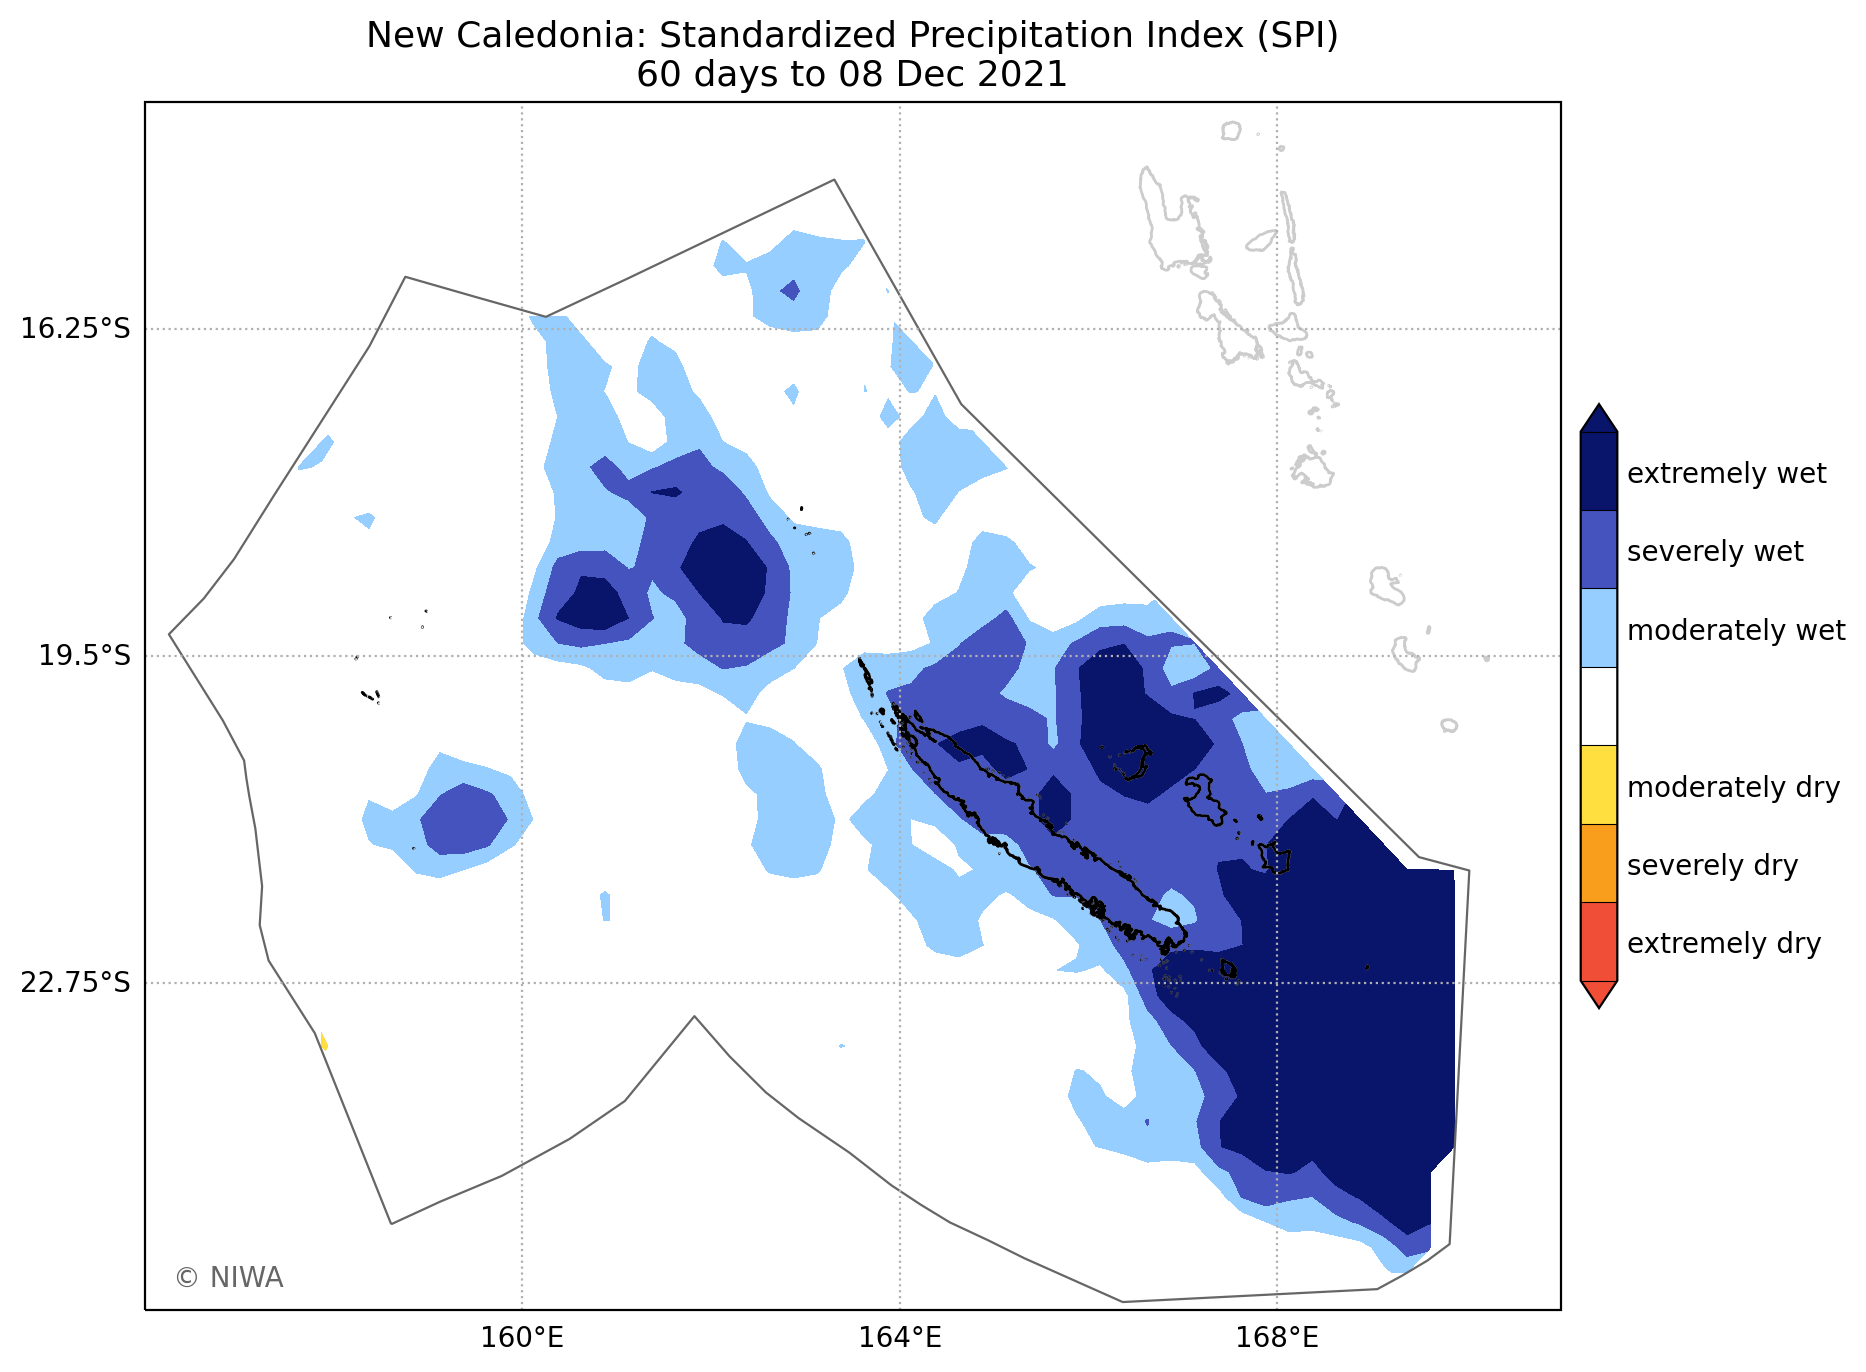 New Caledonia: Standardized Precipitation Index (SPI)
60 days to 08 Dec 2021
16.25°S
19.5°S
22.75°S
160°E
164°E
168°E
extremely wet
severely wet
moderately wet
moderately dry
severely dry
extremely dry
© NIWA